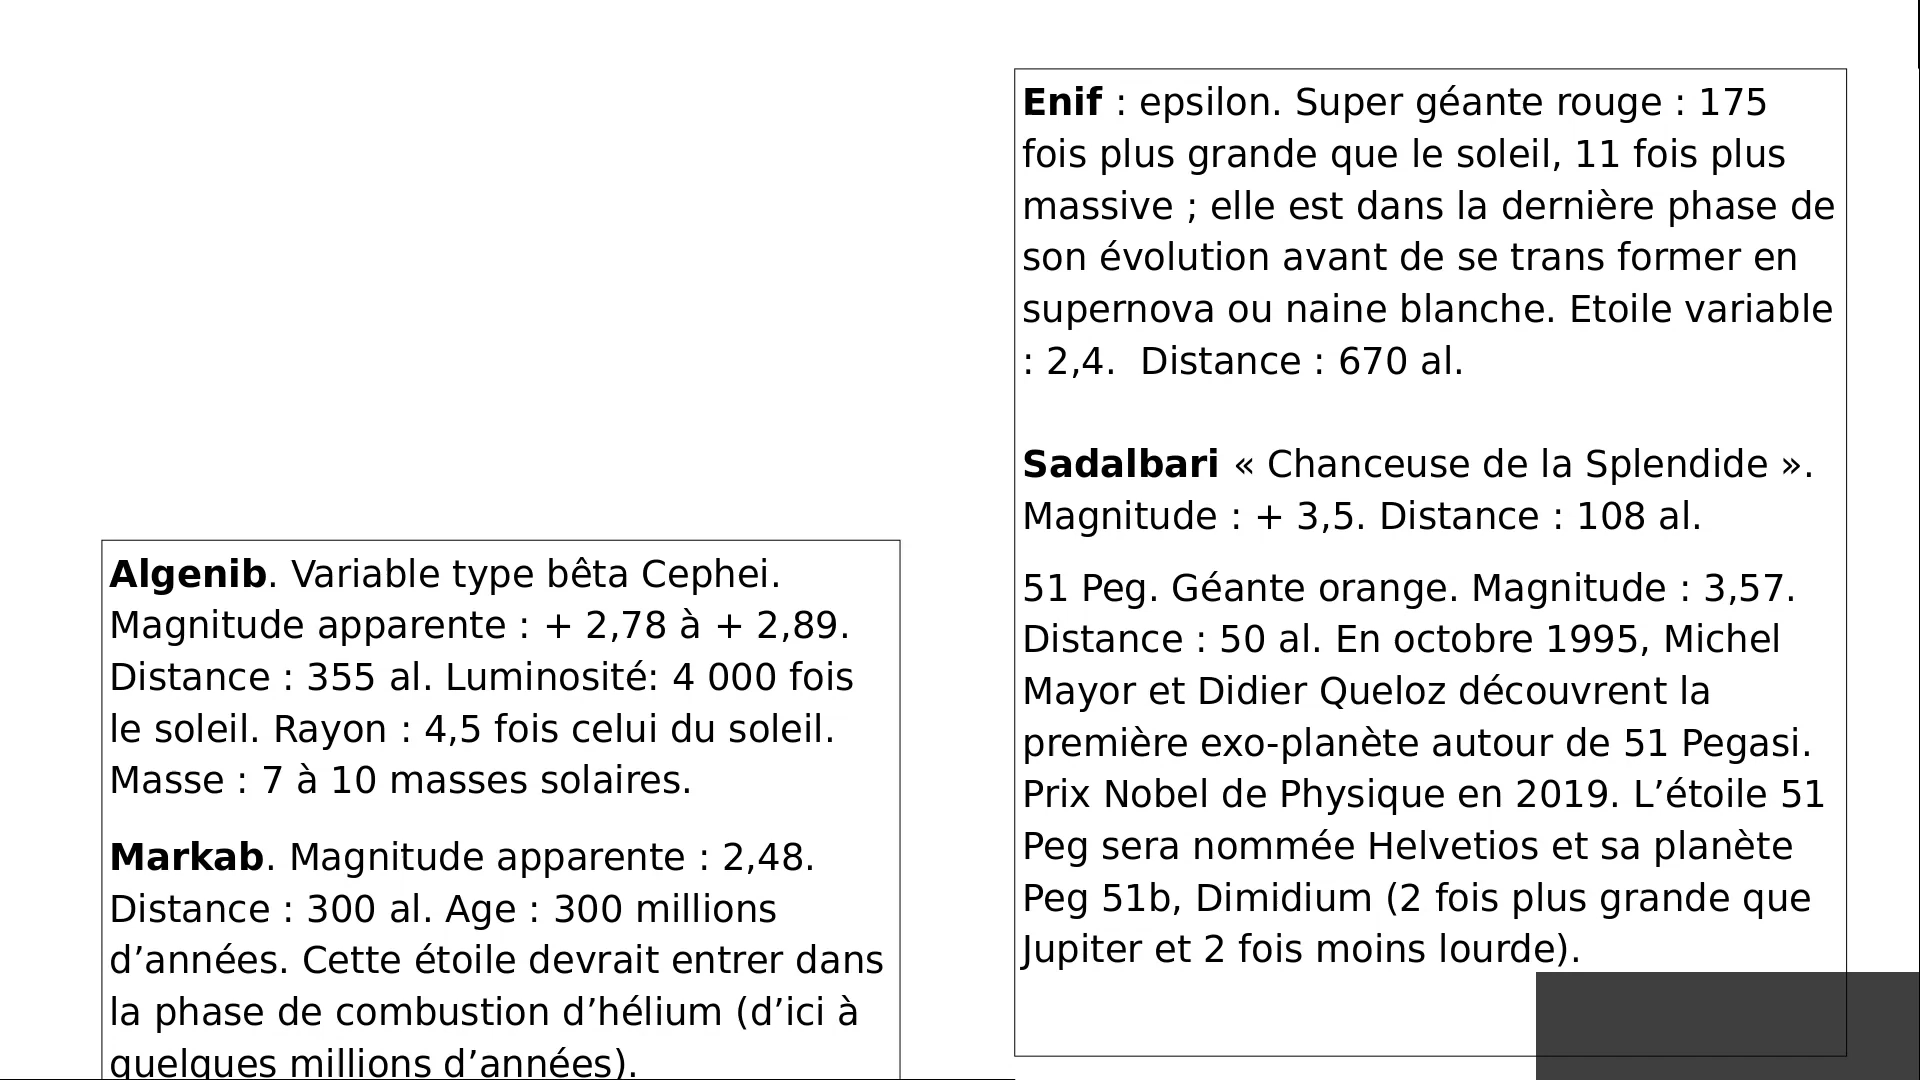 Algenib. Variable type bêta Cephei.
Magnitude apparente : + 2,78 à + 2,89.
Distance : 355 al. Luminosité: 4 000 fois
le soleil. Rayon : 4,5 fois celui du soleil.
Masse : 7 à 10 masses solaires.
Markab. Magnitude apparente : 2,48.
Distance : 300 al. Age : 300 millions
d’années. Cette étoile devrait entrer dans
la phase de combustion d’hélium (d’ici à
quelques millions d’années).
Enif : epsilon. Super géante rouge : 175
fois plus grande que le soleil, 11 fois plus
massive ; elle est dans la dernière phase de
son évolution avant de se trans former en
supernova ou naine blanche. Etoile variable
: 2,4.  Distance : 670 al.
Sadalbari « Chanceuse de la Splendide ».
Magnitude : + 3,5. Distance : 108 al.
51 Peg. Géante orange. Magnitude : 3,57.
Distance : 50 al. En octobre 1995, Michel
Mayor et Didier Queloz découvrent la
première exo-planète autour de 51 Pegasi.
Prix Nobel de Physique en 2019. L’étoile 51
Peg sera nommée Helvetios et sa planète
Peg 51b, Dimidium (2 fois plus grande que
Jupiter et 2 fois moins lourde).